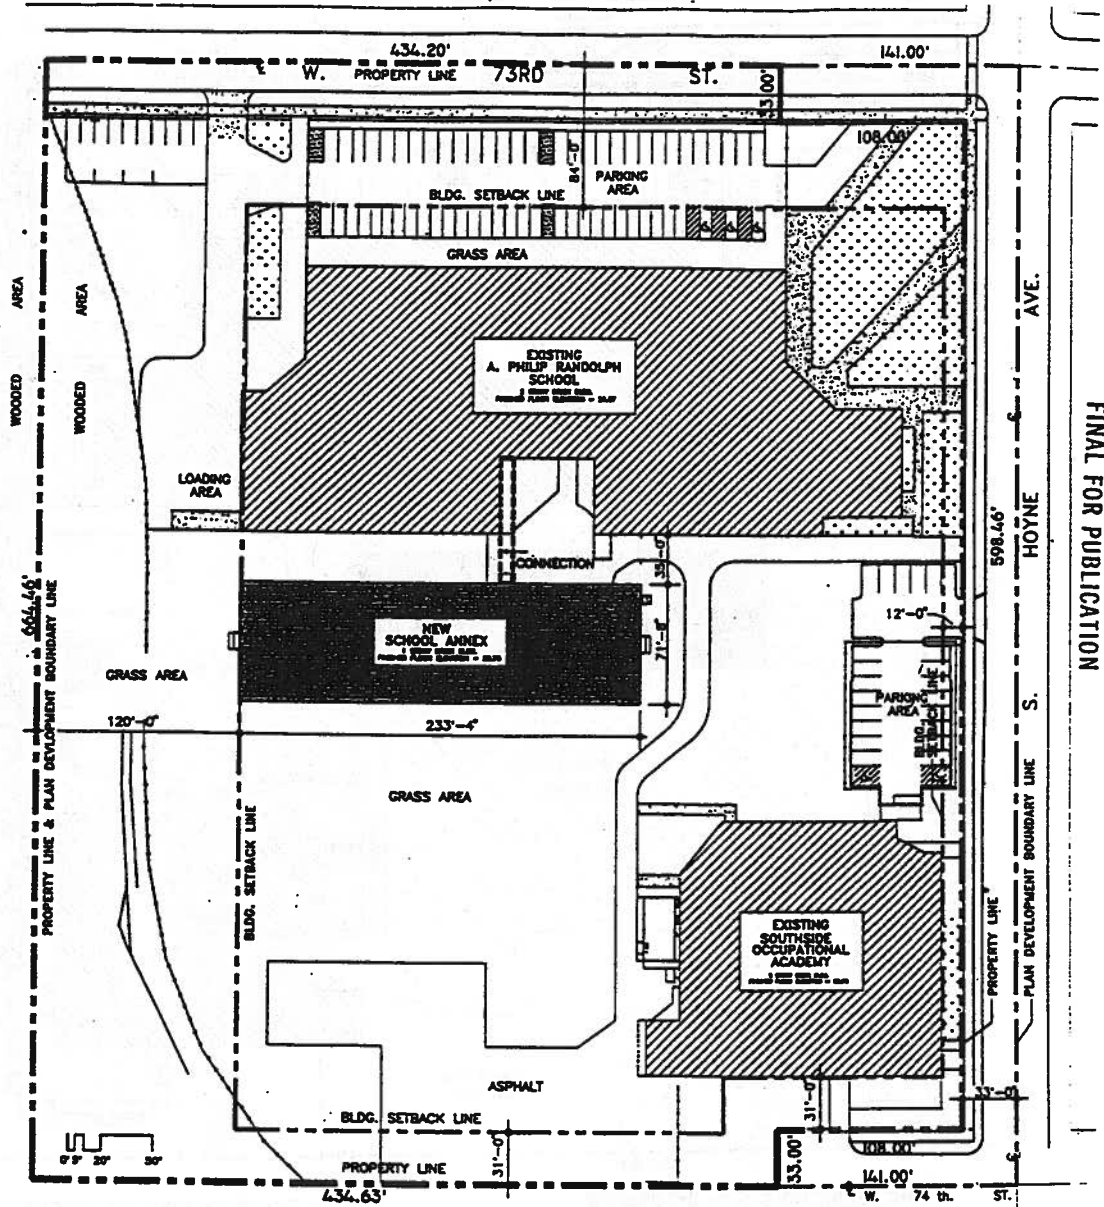 434.20'
141.00'
W. PROPERTY LINE 73RD ST.
33.00'
108.00'
84'-0"
PARKING
AREA
BLDG. SETBACK LINE
GRASS AREA
WOODED AREA
WOODED AREA
EXISTING
A. PHILIP RANDOLPH
SCHOOL
LOADING
AREA
CONNECTION
35'-0"
NEW
SCHOOL ANNEX
71'-0"
12'-0"
PARKING
AREA
BLDG.
SETBACK LINE
664.46'
PROPERTY LINE & PLAN DEVLOPMENT BOUNDARY LINE
GRASS AREA
120'-0"
233'-4"
GRASS AREA
BLDG. SETBACK LINE
EXISTING
SOUTHSIDE
OCCUPATIONAL
ACADEMY
598.46'
S. HOYNE AVE.
PROPERTY LINE
PLAN DEVELOPMENT BOUNDARY LINE
FINAL FOR PUBLICATION
ASPHALT
BLDG. SETBACK LINE
31'-0"
31'-0"
33'-0"
0' 5' 20' 30'
PROPERTY LINE
434.63'
33.00'
108.00'
141.00'
W. 74 th. ST.